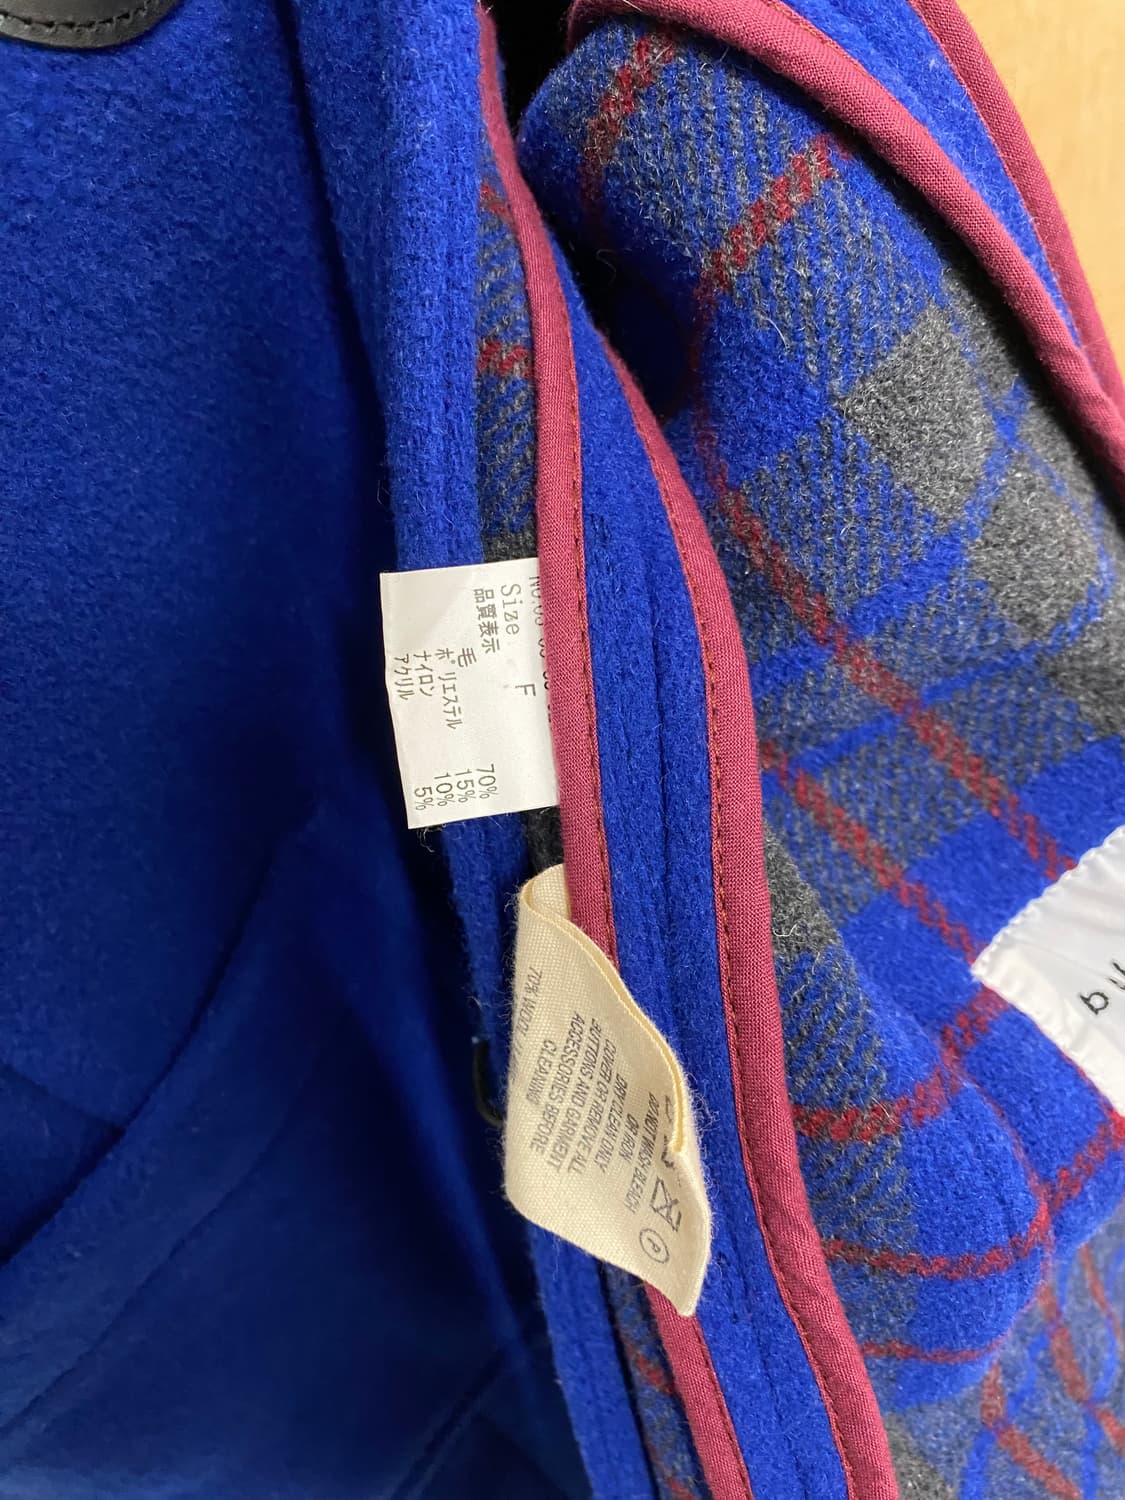 Size F
品質表示
毛 70%
ポリエステル 15%
ナイロン 10%
アクリル 5%
DO NOT WASH BLEACH
OR IRON
DRY CLEAN ONLY
COVER OR REMOVE ALL
BUTTONS AND GARMENT
ACCESSORIES BEFORE
CLEANING
70% WOOL
P